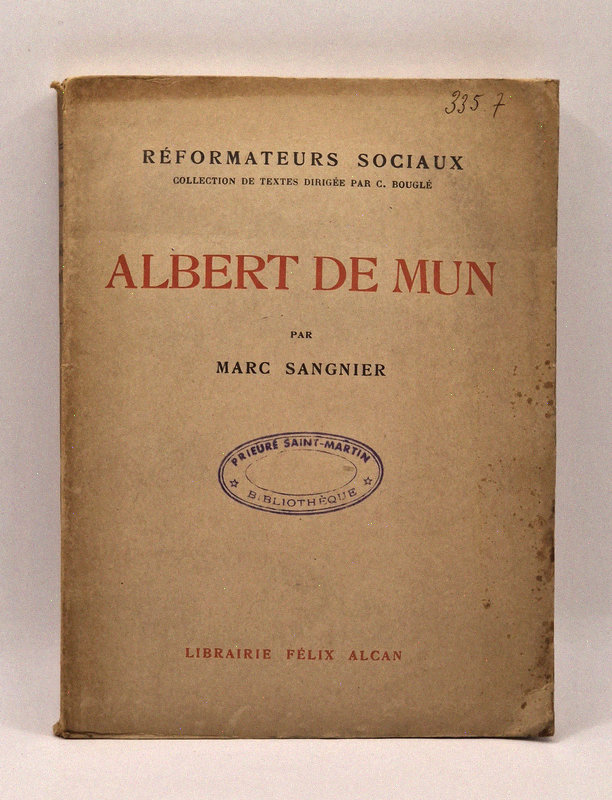 335.7
RÉFORMATEURS SOCIAUX
COLLECTION DE TEXTES DIRIGÉE PAR C. BOUGLÉ
ALBERT DE MUN
PAR
MARC SANGNIER
PRIEURÉ SAINT-MARTIN
BIBLIOTHÈQUE
LIBRAIRIE FÉLIX ALCAN